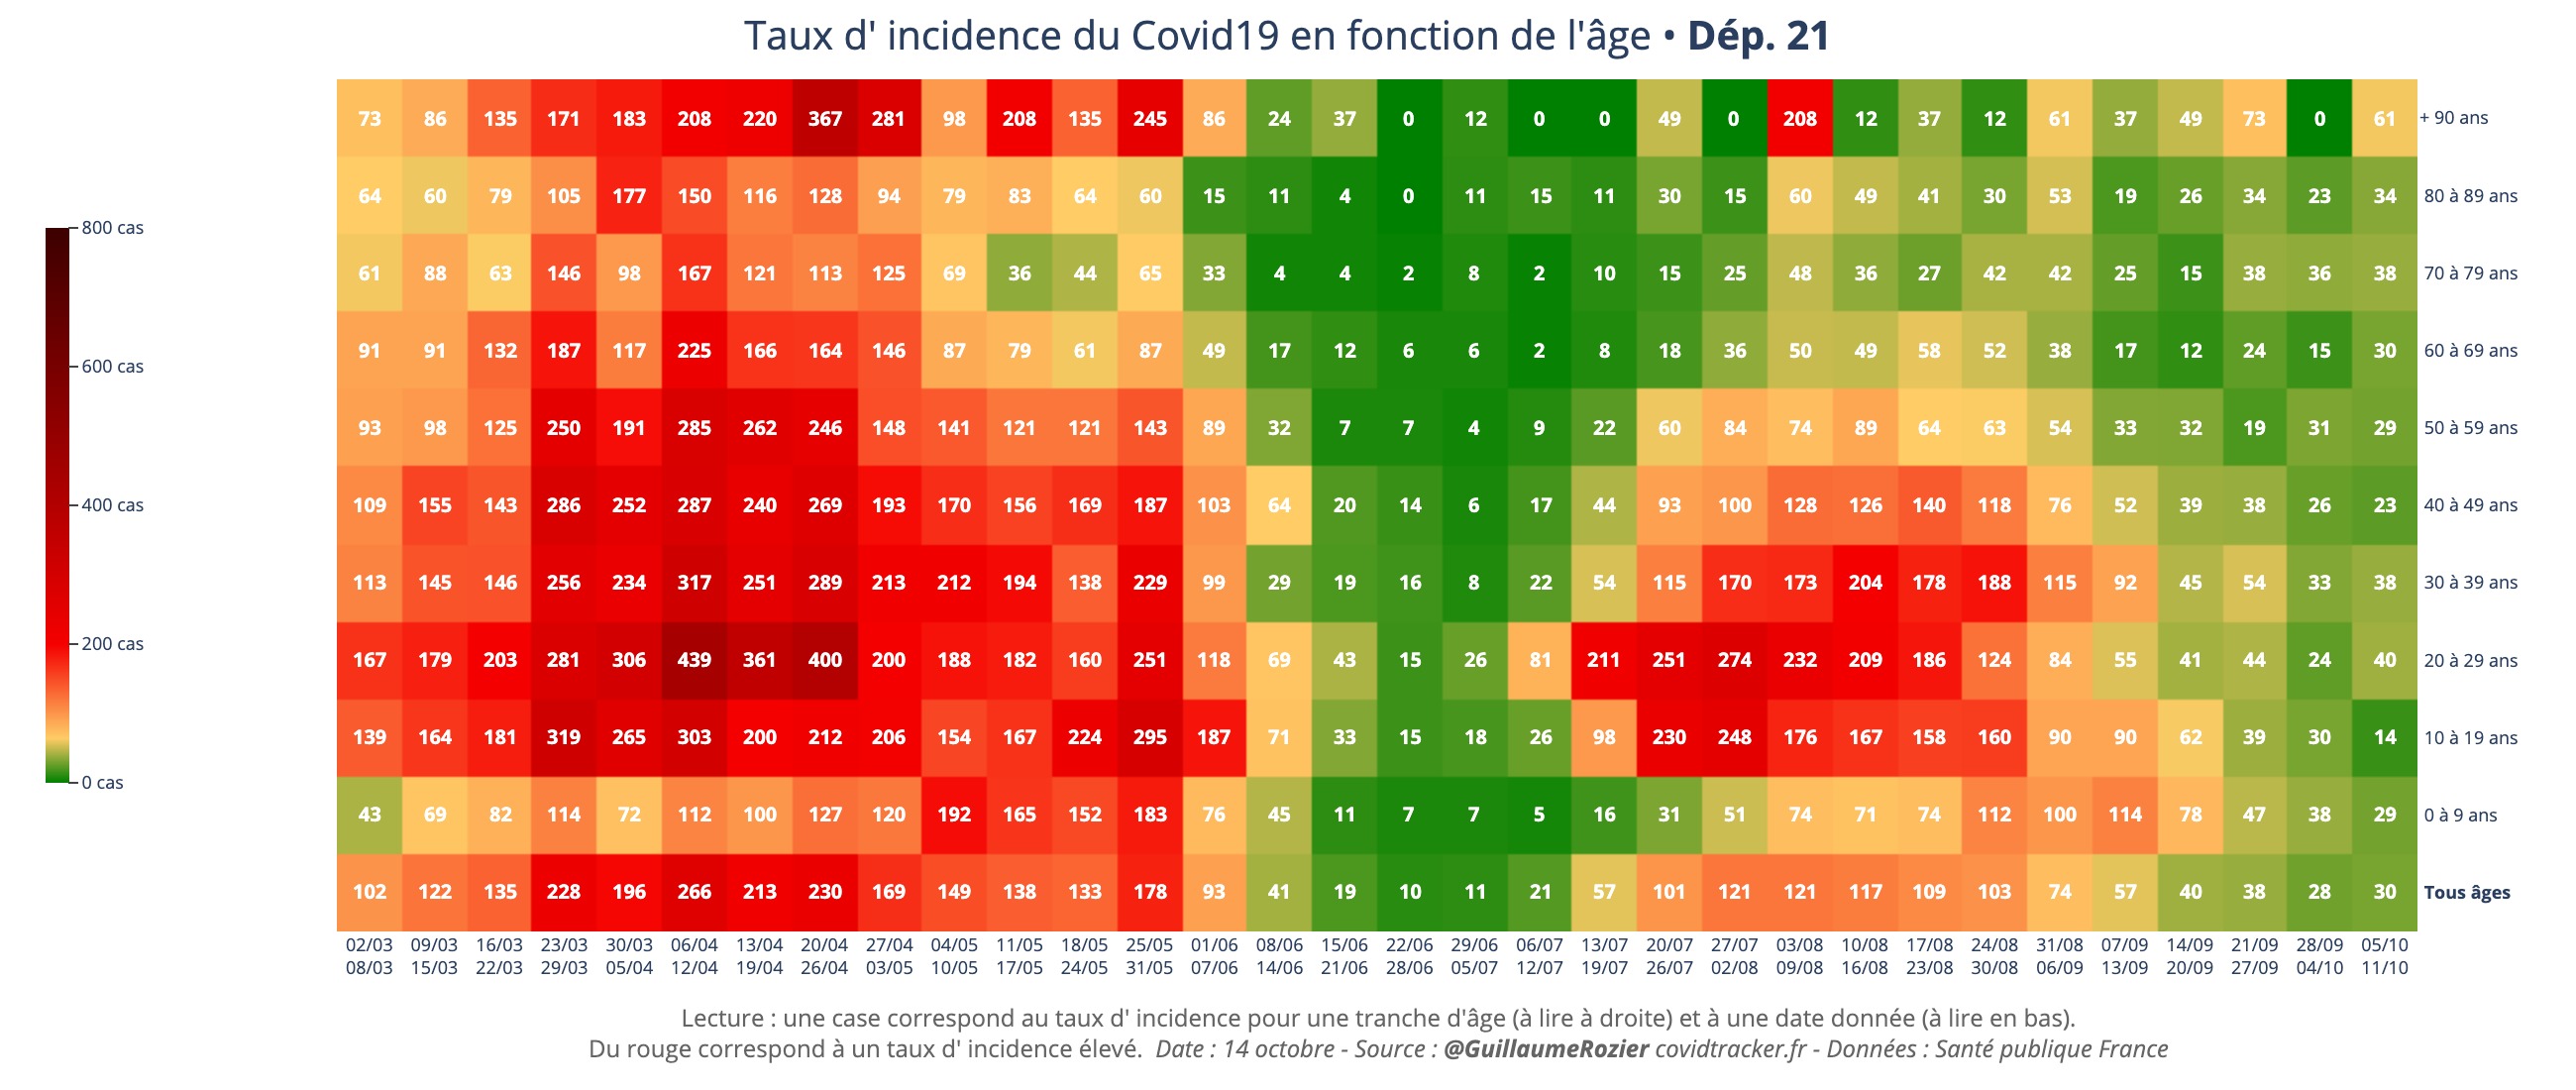 Taux d' incidence du Covid19 en fonction de l'âge • Dép. 21
73 86 135 171 183 208 220 367 281 98 208 135 245 86 24 37 0 12 0 0 49 0 208 12 37 12 61 37 49 73 0 61 + 90 ans
64 60 79 105 177 150 116 128 94 79 83 64 60 15 11 4 0 11 15 11 30 15 60 49 41 30 53 19 26 34 23 34 80 à 89 ans
800 cas
61 88 63 146 98 167 121 113 125 69 36 44 65 33 4 4 2 8 2 10 15 25 48 36 27 42 42 25 15 38 36 38 70 à 79 ans
91 91 132 187 117 225 166 164 146 87 79 61 87 49 17 12 6 6 2 8 18 36 50 49 58 52 38 17 12 24 15 30 60 à 69 ans
600 cas
93 98 125 250 191 285 262 246 148 141 121 121 143 89 32 7 7 4 9 22 60 84 74 89 64 63 54 33 32 19 31 29 50 à 59 ans
400 cas
109 155 143 286 252 287 240 269 193 170 156 169 187 103 64 20 14 6 17 44 93 100 128 126 140 118 76 52 39 38 26 23 40 à 49 ans
113 145 146 256 234 317 251 289 213 212 194 138 229 99 29 19 16 8 22 54 115 170 173 204 178 188 115 92 45 54 33 38 30 à 39 ans
200 cas
167 179 203 281 306 439 361 400 200 188 182 160 251 118 69 43 15 26 81 211 251 274 232 209 186 124 84 55 41 44 24 40 20 à 29 ans
139 164 181 319 265 303 200 212 206 154 167 224 295 187 71 33 15 18 26 98 230 248 176 167 158 160 90 90 62 39 30 14 10 à 19 ans
0 cas
43 69 82 114 72 112 100 127 120 192 165 152 183 76 45 11 7 7 5 16 31 51 74 71 74 112 100 114 78 47 38 29 0 à 9 ans
102 122 135 228 196 266 213 230 169 149 138 133 178 93 41 19 10 11 21 57 101 121 121 117 109 103 74 57 40 38 28 30 Tous âges
02/03 09/03 16/03 23/03 30/03 06/04 13/04 20/04 27/04 04/05 11/05 18/05 25/05 01/06 08/06 15/06 22/06 29/06 06/07 13/07 20/07 27/07 03/08 10/08 17/08 24/08 31/08 07/09 14/09 21/09 28/09 05/10
08/03 15/03 22/03 29/03 05/04 12/04 19/04 26/04 03/05 10/05 17/05 24/05 31/05 07/06 14/06 21/06 28/06 05/07 12/07 19/07 26/07 02/08 09/08 16/08 23/08 30/08 06/09 13/09 20/09 27/09 04/10 11/10
Lecture : une case correspond au taux d' incidence pour une tranche d'âge (à lire à droite) et à une date donnée (à lire en bas).
Du rouge correspond à un taux d' incidence élevé. Date : 14 octobre - Source : @GuillaumeRozier covidtracker.fr - Données : Santé publique France